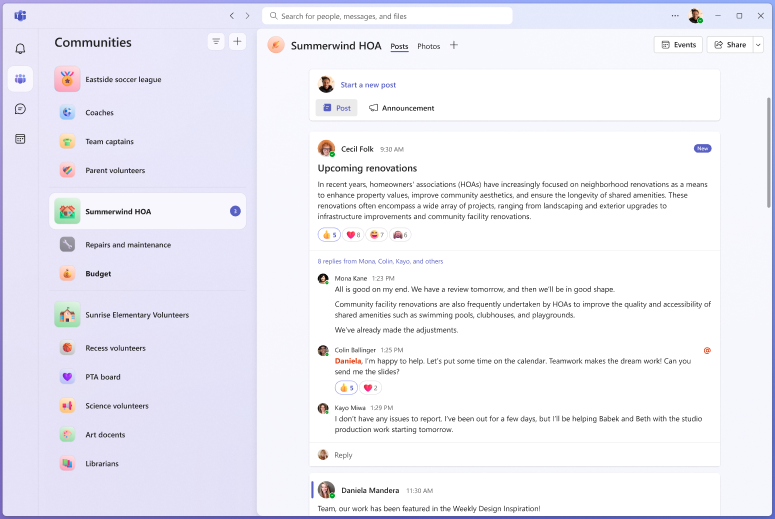 Search for people, messages, and files
Communities
Eastside soccer league
Coaches
Team captains
Parent volunteers
Summerwind HOA
3
Repairs and maintenance
Budget
Sunrise Elementary Volunteers
Recess volunteers
PTA board
Science volunteers
Art docents
Librarians
Summerwind HOA Posts Photos
Events Share
Start a new post
Post Announcement
Cecil Folk 9:30 AM New
Upcoming renovations
In recent years, homeowners' associations (HOAs) have increasingly focused on neighborhood renovations as a means
to enhance property values, improve community aesthetics, and ensure the longevity of shared amenities. These
renovations often encompass a wide array of projects, ranging from landscaping and exterior upgrades to
infrastructure improvements and community facility renovations.
5 8 7 6
8 replies from Mona, Colin, Kayo, and others
Mona Kane 1:23 PM
All is good on my end. We have a review tomorrow, and then we'll be in good shape.
Community facility renovations are also frequently undertaken by HOAs to improve the quality and accessibility of
shared amenities such as swimming pools, clubhouses, and playgrounds.
We've already made the adjustments.
Colin Ballinger 1:25 PM @
Daniela, I'm happy to help. Let's put some time on the calendar. Teamwork makes the dream work! Can you
send me the slides?
5 2
Kayo Miwa 1:29 PM
I don't have any issues to report. I've been out for a few days, but I'll be helping Babek and Beth with the studio
production work starting tomorrow.
Reply
Daniela Mandera 11:30 AM
Team, our work has been featured in the Weekly Design Inspiration!